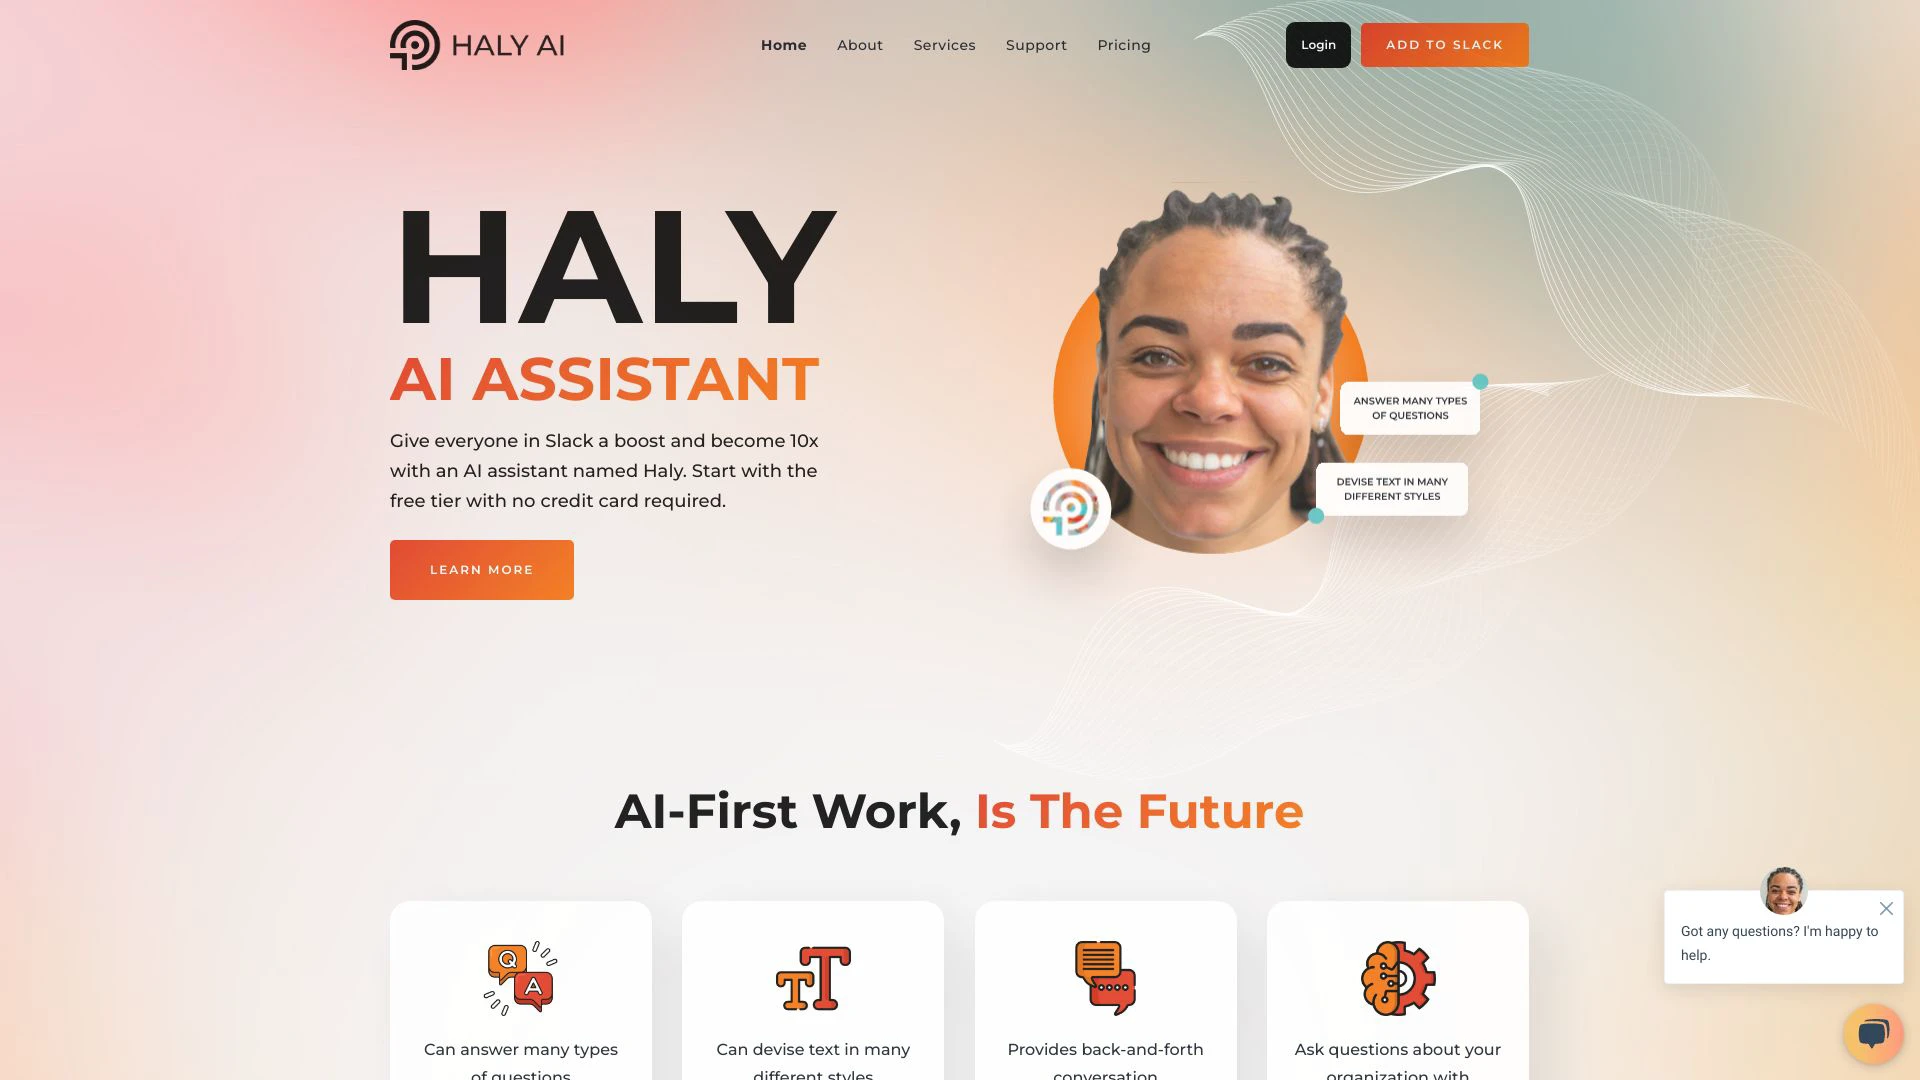 HALY AI
Home
About
Services
Support
Pricing
Login
ADD TO SLACK
HALY
AI ASSISTANT
Give everyone in Slack a boost and become 10x
with an AI assistant named Haly. Start with the
free tier with no credit card required.
LEARN MORE
ANSWER MANY TYPES
OF QUESTIONS
DEVISE TEXT IN MANY
DIFFERENT STYLES
AI-First Work, Is The Future
Q
A
Can answer many types
of questions
TT
Can devise text in many
different styles
Provides back-and-forth
conversation
Ask questions about your
organization with
Got any questions? I'm happy to
help.